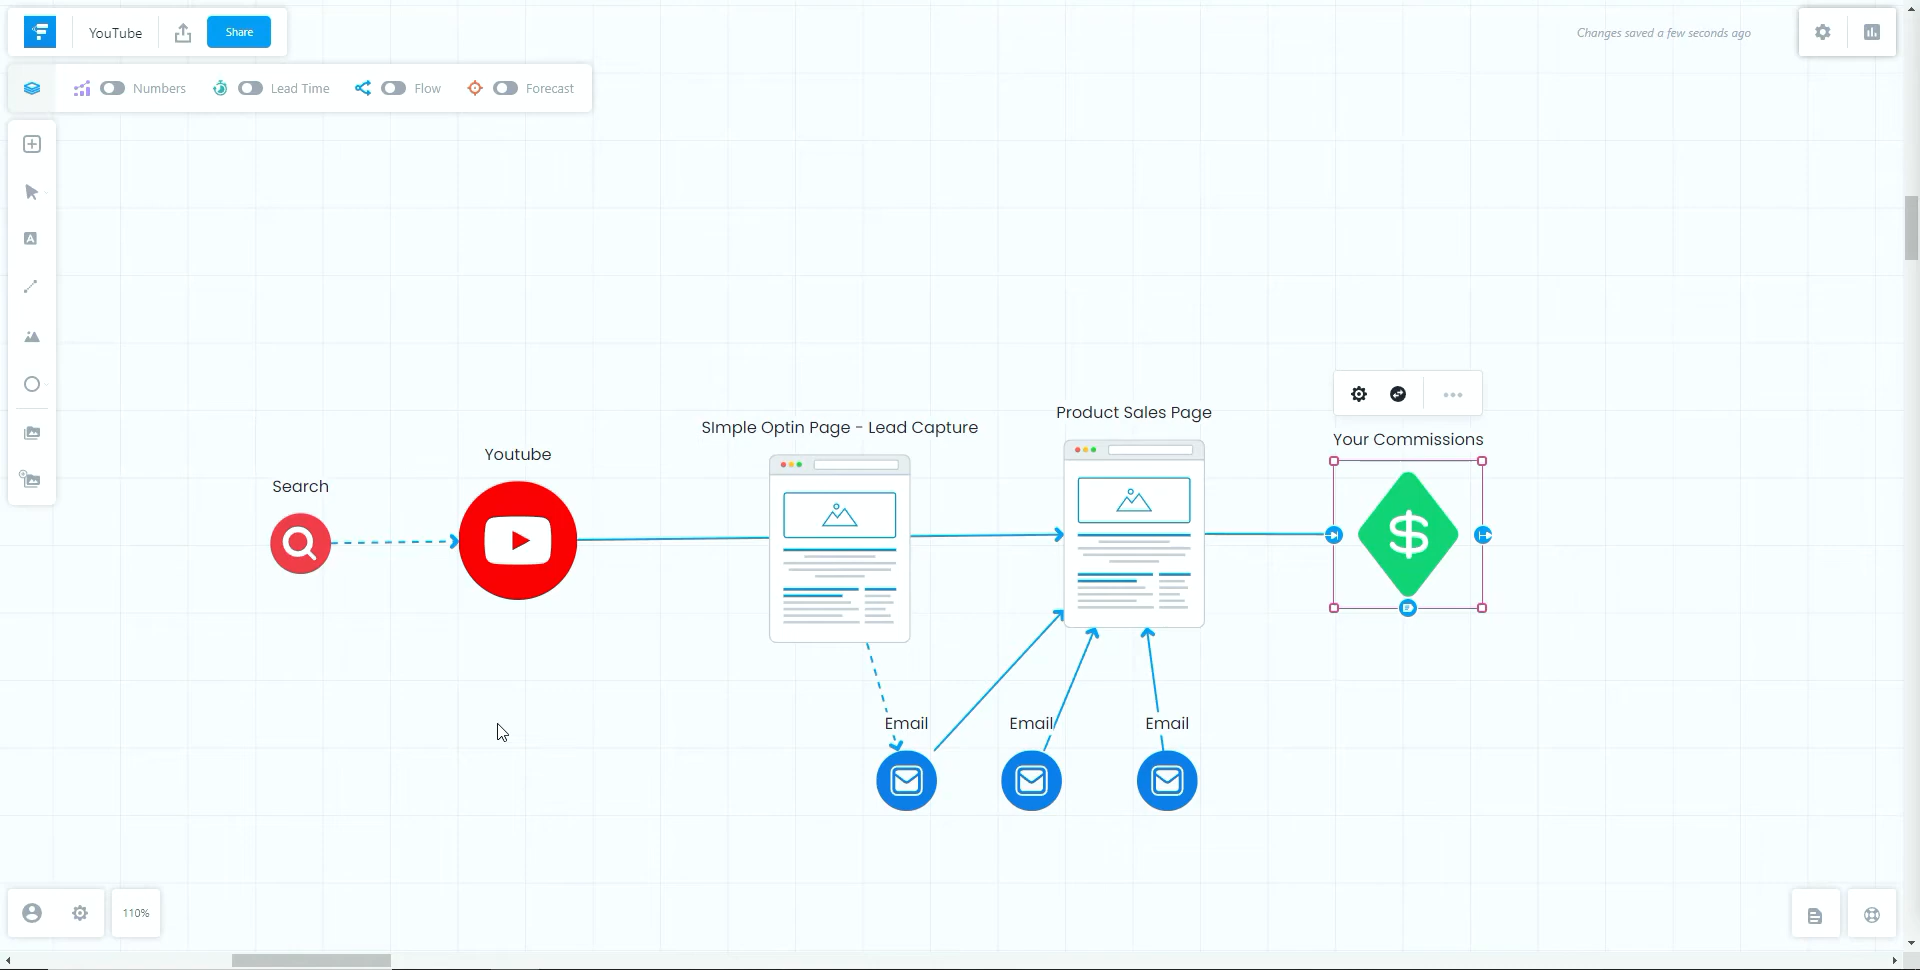 YouTube
Share
Changes saved a few seconds ago
Numbers
Lead Time
Flow
Forecast
Product Sales Page
SImple Optin Page - Lead Capture
Your Commissions
Youtube
Search
Email
Email
Email
110%